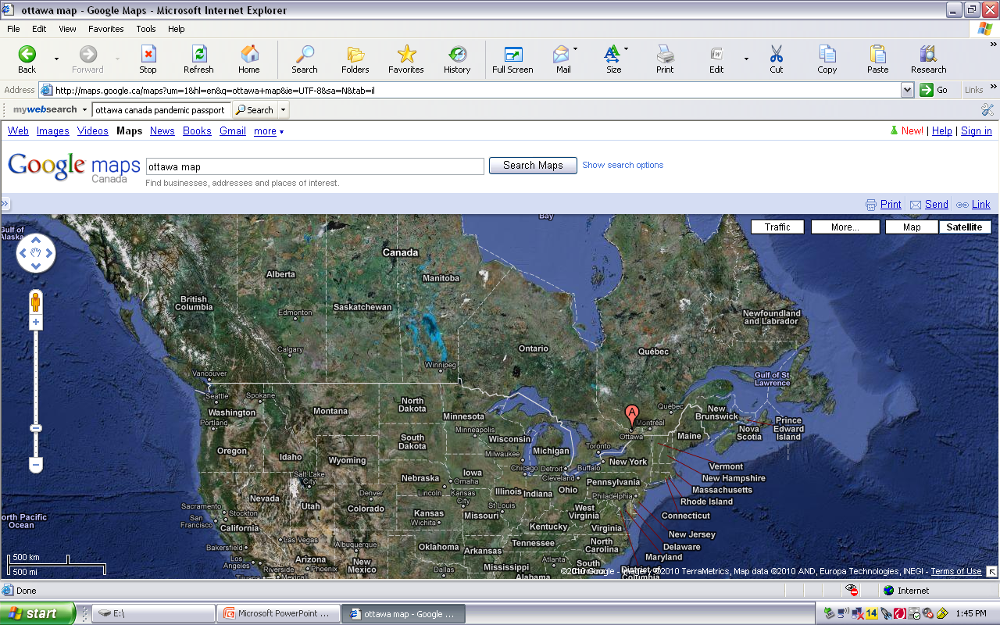 ottawa map - Google Maps - Microsoft Internet Explorer
File Edit View Favorites Tools Help
Back Forward Stop Refresh Home Search Folders Favorites History Full Screen Mail Size Print Edit Cut Copy Paste Research
Address http://maps.google.ca/maps?um=1&hl=en&q=ottawa+map&ie=UTF-8&sa=N&tab=il Go Links
mywebsearch ottawa canada pandemic passport Search
Web Images Videos Maps News Books Gmail more New! | Help | Sign in
Google maps Canada
ottawa map Search Maps Show search options
Find businesses, addresses and places of interest.
Print Send Link
Bay
Traffic More... Map Satellite
Gulf of Alaska
Canada
Alberta
Manitoba
British Columbia
Saskatchewan
Edmonton
Newfoundland and Labrador
Calgary
Ontario
Québec
Winnipeg
Vancouver
Gulf of St Lawrence
Seattle
Spokane
Washington
Montana
North Dakota
Minnesota
A
Québec
New Brunswick
Portland
Minneapolis
Wisconsin
Ottawa
Montréal
Maine
Nova Scotia
Prince Edward Island
Oregon
Idaho
Wyoming
South Dakota
Milwaukee
Michigan
Toronto
New York
Vermont
Salt Lake City
Nebraska
Iowa
Omaha
Chicago
Detroit
Buffalo
Cleveland
New Hampshire
Massachusetts
Nevada
Utah
Denver
Colorado
Lincoln
Kansas City
Illinois
Indiana
Ohio
Pennsylvania
Philadelphia
Rhode Island
Sacramento
Stockton
San Francisco
California
Kansas
Wichita
St Louis
Missouri
West Virginia
Connecticut
North Pacific Ocean
Kentucky
Virginia
New Jersey
Las Vegas
Bakersfield
Albuquerque
Oklahoma
Arkansas
Tennessee
North Carolina
Delaware
Maryland
500 km
500 mi
Los Angeles
Riverside
Arizona
Phoenix
New Mexico
Dallas
Mississippi
Atlanta
Alabama
South Carolina
District of Columbia
Tijuana
Mexicali
©2010 Google - Imagery ©2010 TerraMetrics, Map data ©2010 AND, Europa Technologies, INEGI - Terms of Use
Done Internet
start E:\ Microsoft PowerPoint ... ottawa map - Google ... 14 1:45 PM